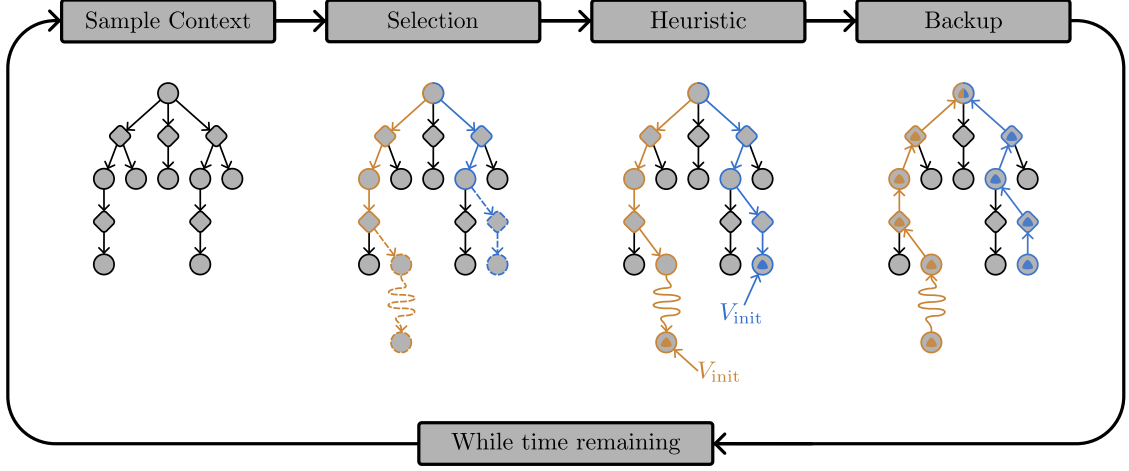 Sample Context
Selection
Heuristic
Backup
V_init
V_init
While time remaining